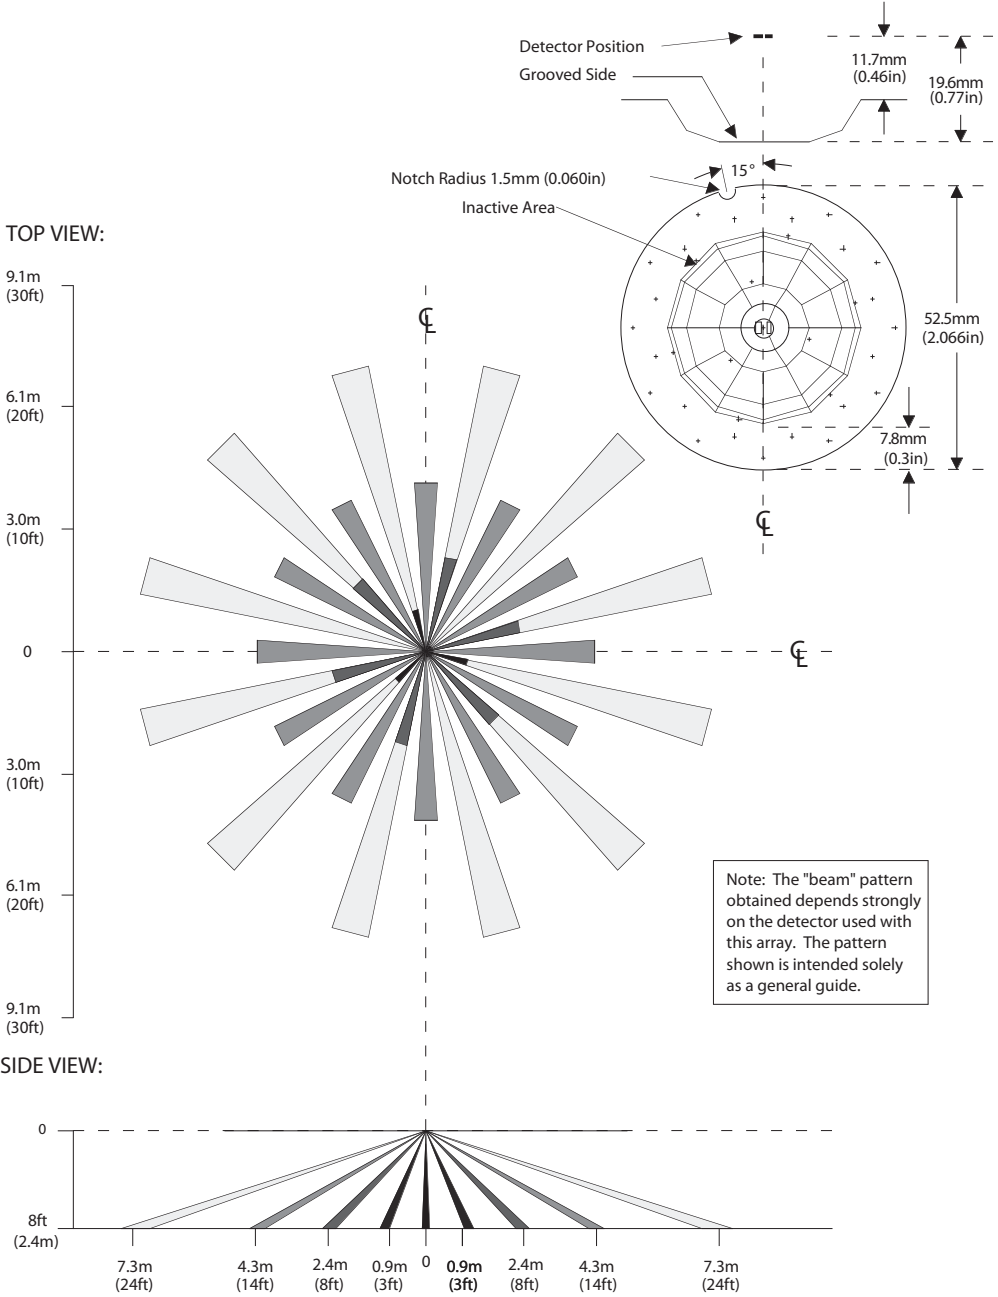 Detector Position
Grooved Side
11.7mm
(0.46in)
19.6mm
(0.77in)
15°
Notch Radius 1.5mm (0.060in)
Inactive Area
52.5mm
(2.066in)
7.8mm
(0.3in)
℄
TOP VIEW:
9.1m
(30ft)
6.1m
(20ft)
3.0m
(10ft)
0
3.0m
(10ft)
6.1m
(20ft)
9.1m
(30ft)
℄
℄
Note: The "beam" pattern
obtained depends strongly
on the detector used with
this array. The pattern
shown is intended solely
as a general guide.
SIDE VIEW:
0
8ft
(2.4m)
7.3m
(24ft)
4.3m
(14ft)
2.4m
(8ft)
0.9m
(3ft)
0
0.9m
(3ft)
2.4m
(8ft)
4.3m
(14ft)
7.3m
(24ft)